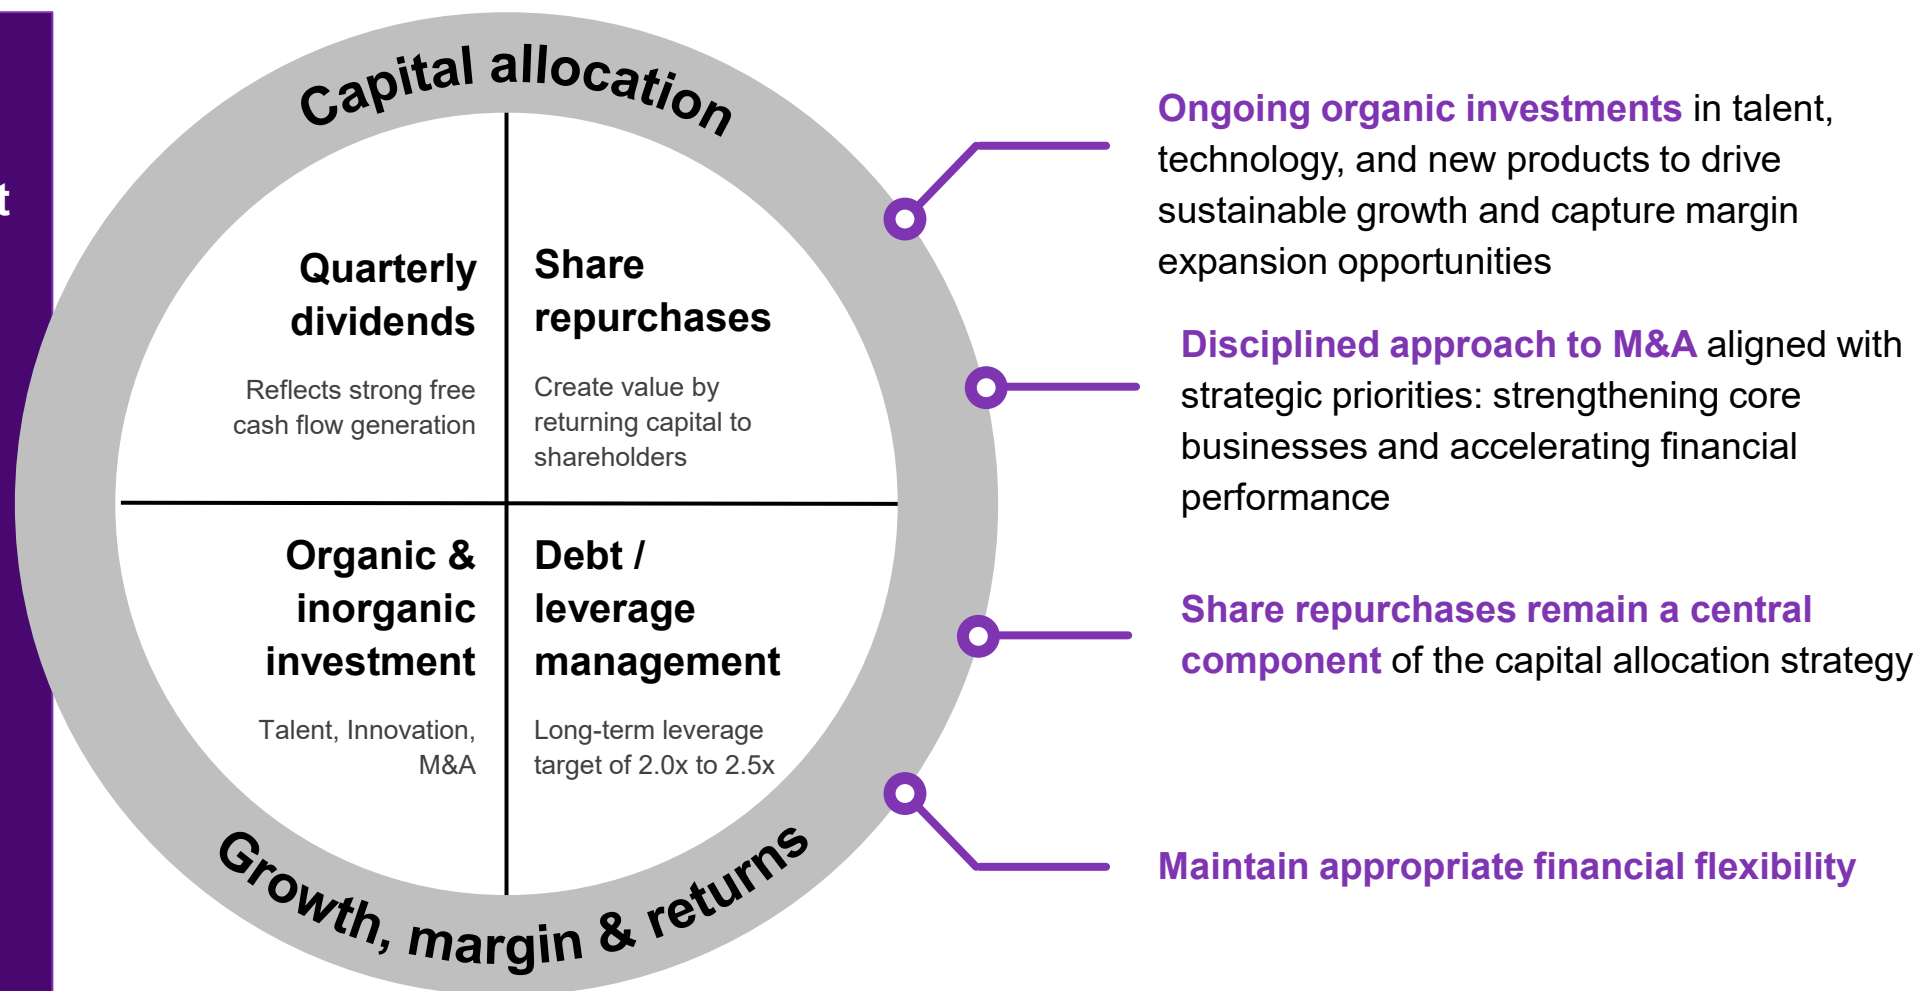 Capital allocation
Quarterly
dividends
Reflects strong free
cash flow generation
Share
repurchases
Create value by
returning capital to
shareholders
Organic &
inorganic
investment
Talent, Innovation,
M&A
Debt /
leverage
management
Long-term leverage
target of 2.0x to 2.5x
Growth, margin & returns
Ongoing organic investments in talent,
technology, and new products to drive
sustainable growth and capture margin
expansion opportunities
Disciplined approach to M&A aligned with
strategic priorities: strengthening core
businesses and accelerating financial
performance
Share repurchases remain a central
component of the capital allocation strategy
Maintain appropriate financial flexibility